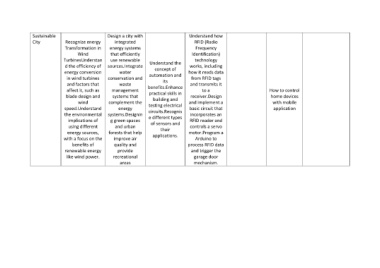 Sustainable
City
Recognize energy
Transformation in
Wind
Turbines.Understan
d the efficiency of
energy conversion
in wind turbines
and factors that
affect it, such as
blade design and
wind
speed.Understand
the environmental
implications of
using different
energy sources,
with a focus on the
benefits of
renewable energy
like wind power.
Design a city with
integrated
energy systems
that efficiently
use renewable
sources.Integrate
water
conservation and
waste
management
systems that
complement the
energy
systems.Designin
g green spaces
and urban
hoods that help
improve air
quality and
provide
recreational
areas
Understand the
concept of
automation and its
benefits.Enhance
practical skills in
building and
testing electrical
circuits.Recogniz
e different types
of sensors and
their
applications
Understand how
RFID (Radio
Frequency
Identification)
technology
works, including
how it reads data
from RFID tags
and transmits it
to a
receiver.Design
and implement a
basic circuit that
incorporates an
RFID reader and
controls a servo
motor.Program a
Arduino to
process RFID data
and trigger the
garage door
mechanism
How to control
home devices
with mobile
application